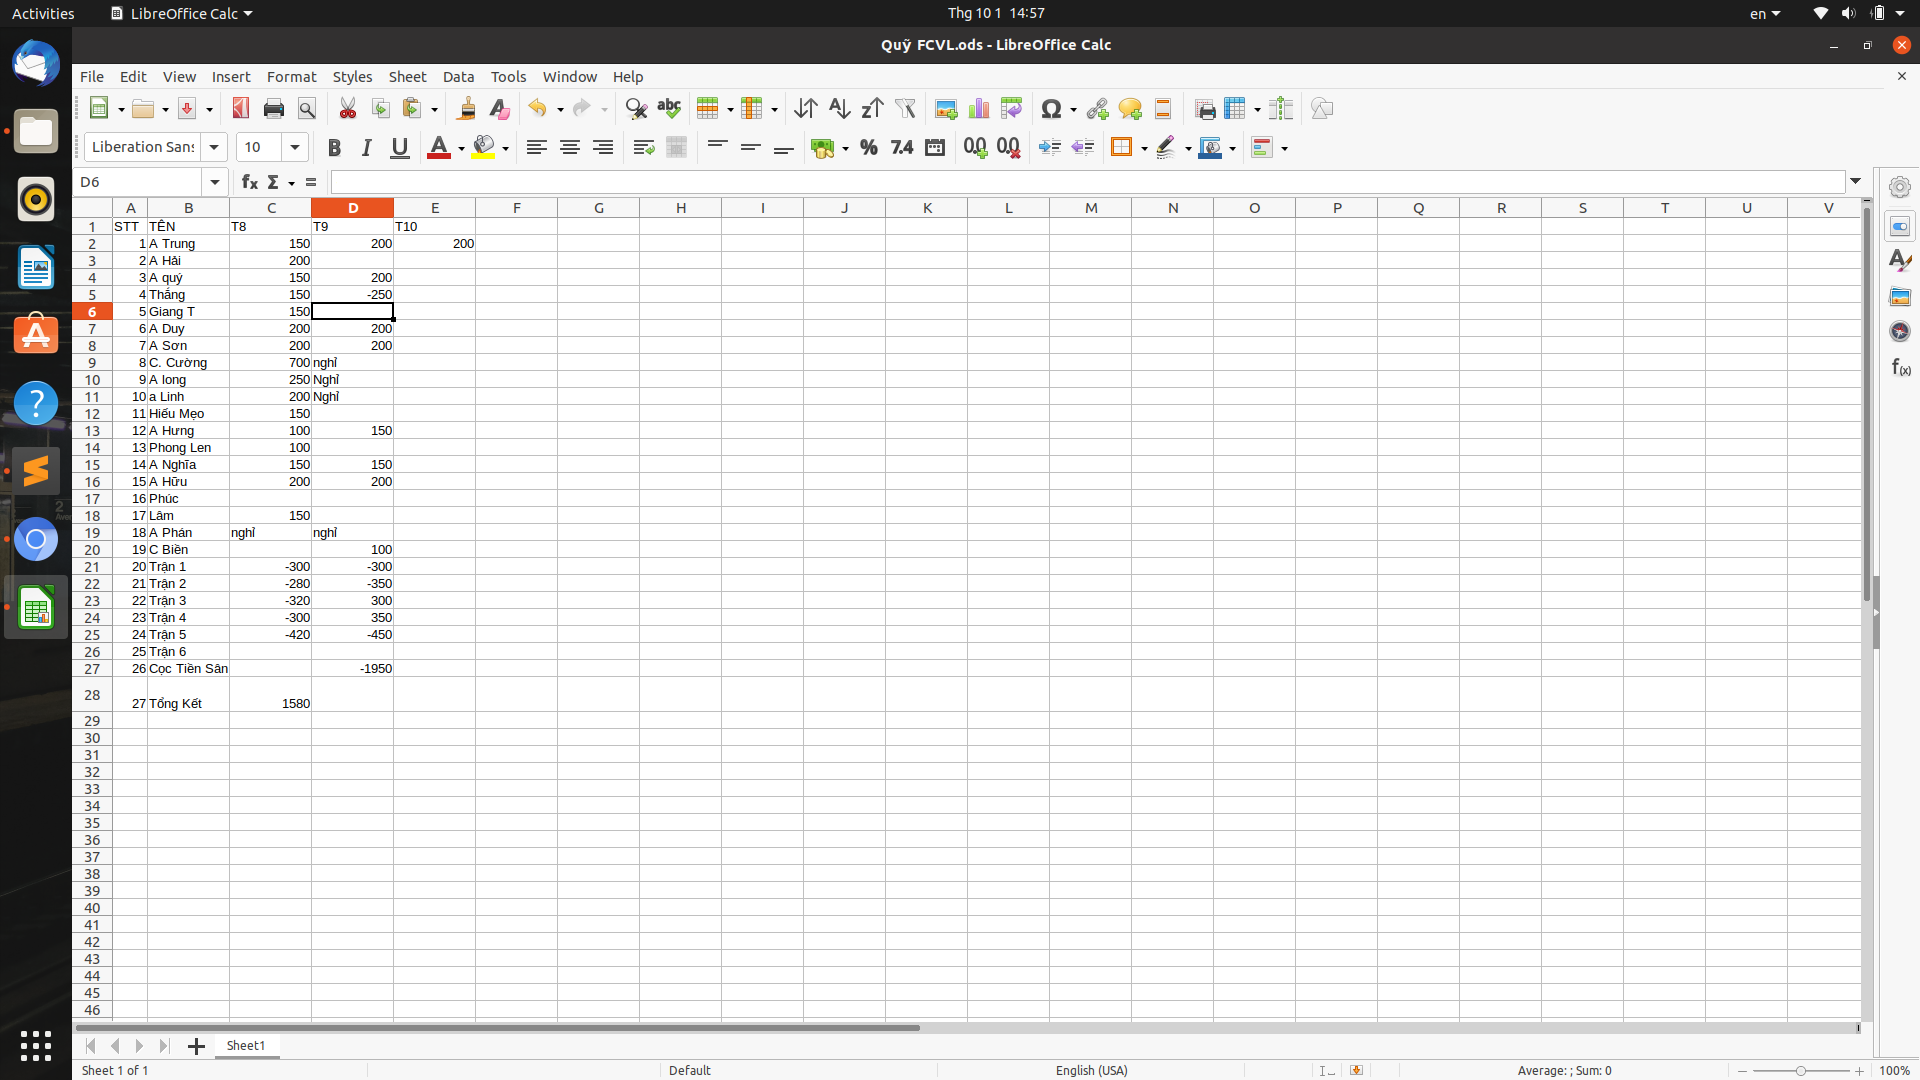 Activities LibreOffice Calc Thg 10 1 14:57 en
Quỹ FCVL.ods - LibreOffice Calc
File Edit View Insert Format Styles Sheet Data Tools Window Help
Liberation Sans 10
D6
A B C D E F G H I J K L M N O P Q R S T U V
1 STT TÊN T8 T9 T10
2 1 A Trung 150 200 200
3 2 A Hải 200
4 3 A quý 150 200
5 4 Thắng 150 -250
6 5 Giang T 150
7 6 A Duy 200 200
8 7 A Sơn 200 200
9 8 C. Cường 700 nghỉ
10 9 A long 250 Nghỉ
11 10 a Linh 200 Nghỉ
12 11 Hiếu Mẹo 150
13 12 A Hưng 100 150
14 13 Phong Len 100
15 14 A Nghĩa 150 150
16 15 A Hữu 200 200
17 16 Phúc
18 17 Lâm 150
19 18 A Phán nghỉ nghỉ
20 19 C Biền 100
21 20 Trận 1 -300 -300
22 21 Trận 2 -280 -350
23 22 Trận 3 -320 300
24 23 Trận 4 -300 350
25 24 Trận 5 -420 -450
26 25 Trận 6
27 26 Cọc Tiền Sân -1950
28 27 Tổng Kết 1580
29
30
31
32
33
34
35
36
37
38
39
40
41
42
43
44
45
46
Sheet1
Sheet 1 of 1 Default English (USA) Average: ; Sum: 0 100%